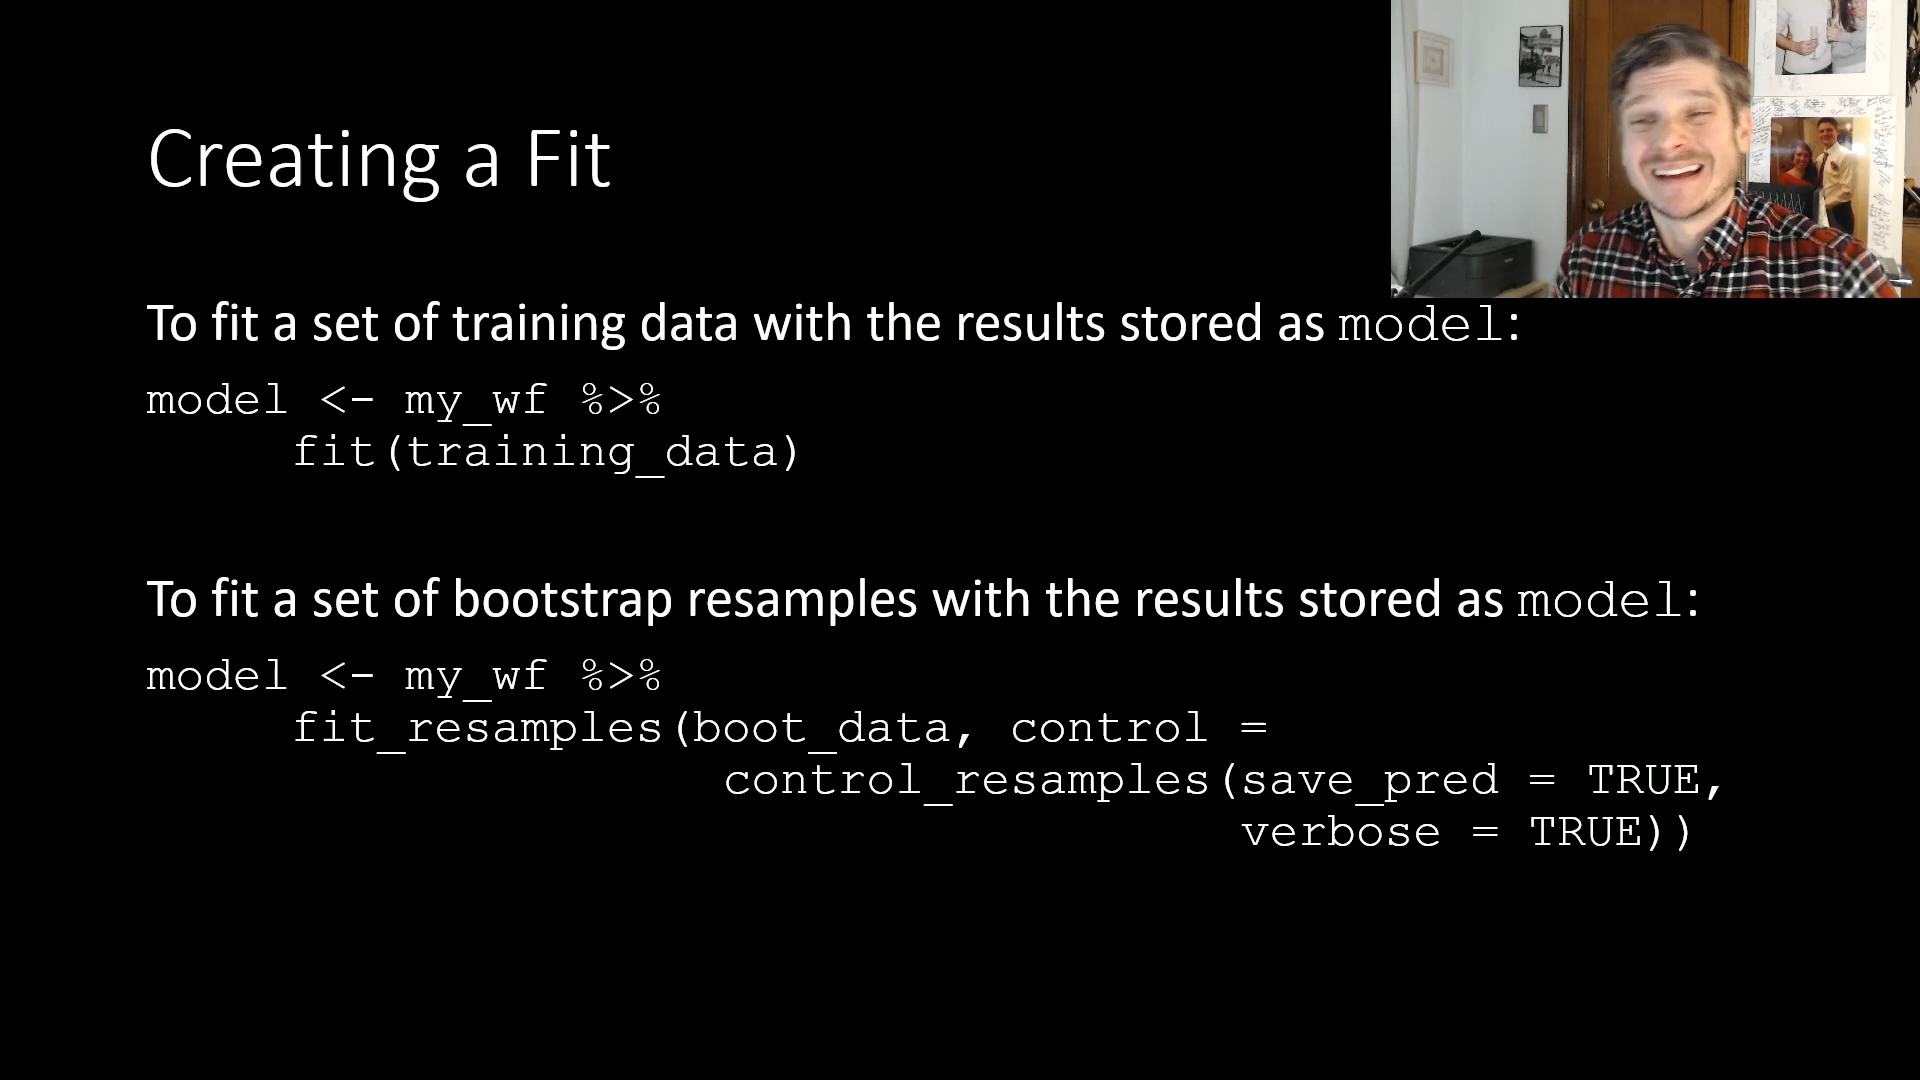 Creating a Fit
To fit a set of training data with the results stored as model:
model <- my_wf %>%
fit(training_data)
To fit a set of bootstrap resamples with the results stored as model:
model <- my_wf %>%
fit_resamples(boot_data, control =
control_resamples(save_pred = TRUE,
verbose = TRUE))